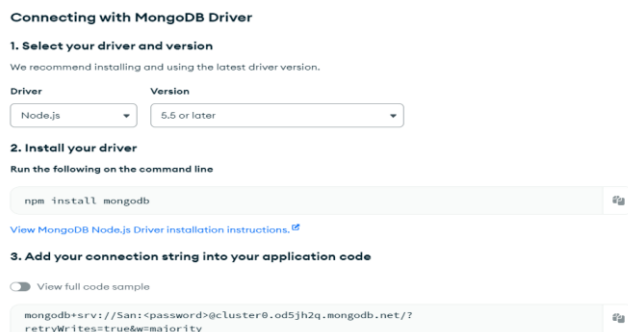 Connecting with MongoDB Driver
1. Select your driver and version
We recommend installing and using the latest driver version.
Driver Version
Node.js 5.5 or later
2. Install your driver
Run the following on the command line
npm install mongodb
View MongoDB Node.js Driver installation instructions.
3. Add your connection string into your application code
View full code sample
mongodb+srv://San:<password>@cluster0.od5jh2q.mongodb.net/?
retryWrites=true&w=majority